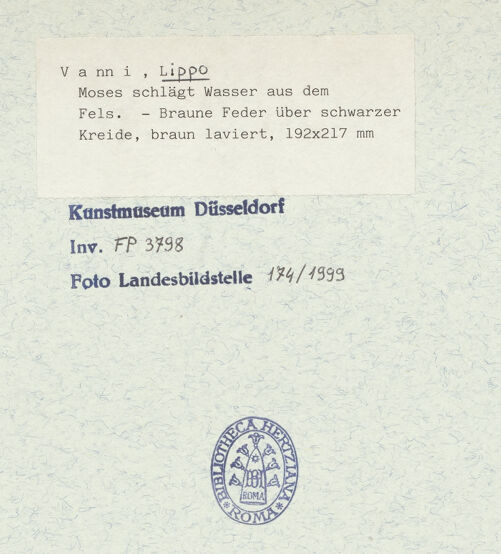 V a nn i , Lippo
Moses schlägt Wasser aus dem
Fels. – Braune Feder über schwarzer
Kreide, braun laviert, 192x217 mm
Kunstmuseum Düsseldorf
Inv. FP 3798
Foto Landesbildstelle 174/1999
BIBLIOTHECA HERTZIANA
ROMA
* ROMA *